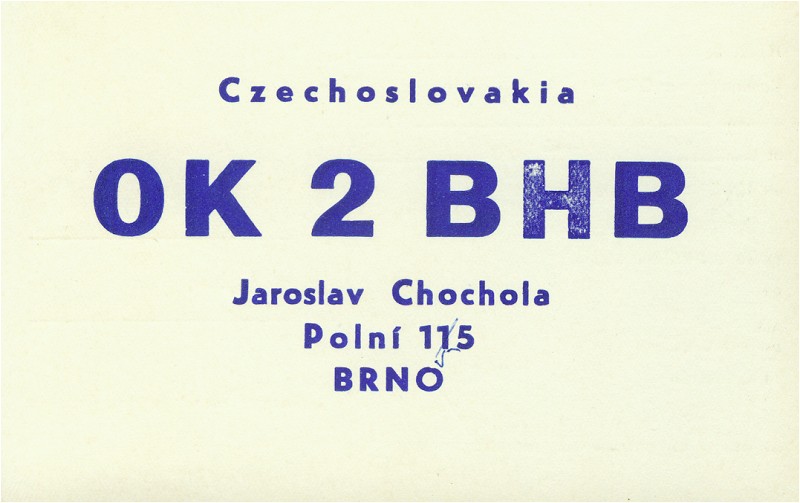 Czechoslovakia
OK 2 BHB
Jaroslav Chochola
Polní 115
BRNO